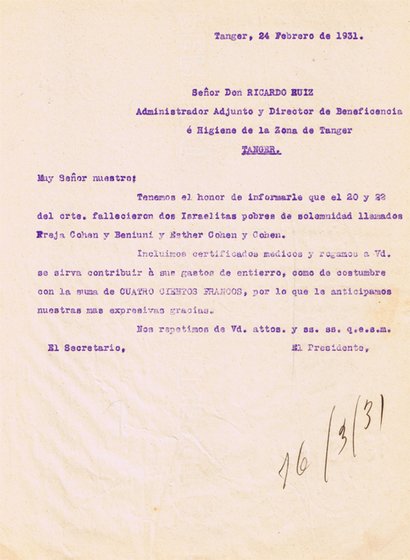 Tanger, 24 Febrero de 1931.
Señor Don RICARDO RUIZ
Administrador Adjunto y Director de Beneficencia
é Higiene de la Zona de Tanger
TANGER.
Muy Señor nuestro:
Tenemos el honor de informarle que el 20 y 22
del crte. fallecieron dos Israelitas pobres de solemnidad llamados
Freja Cohen y Beniuni y Esther Cohen y Cohen.
Incluimos certificados medicos y rogamos a Vd.
se sirva contribuir à sus gastos de entierro, como de costumbre
con la suma de CUATRO CIENTOS FRANCOS, por lo que le anticipamos
nuestras mas expresivas gracias.
Nos repetimos de Vd. attos. y ss. ss. q.e.s.m.
El Secretario, El Presidente,
16/3/31